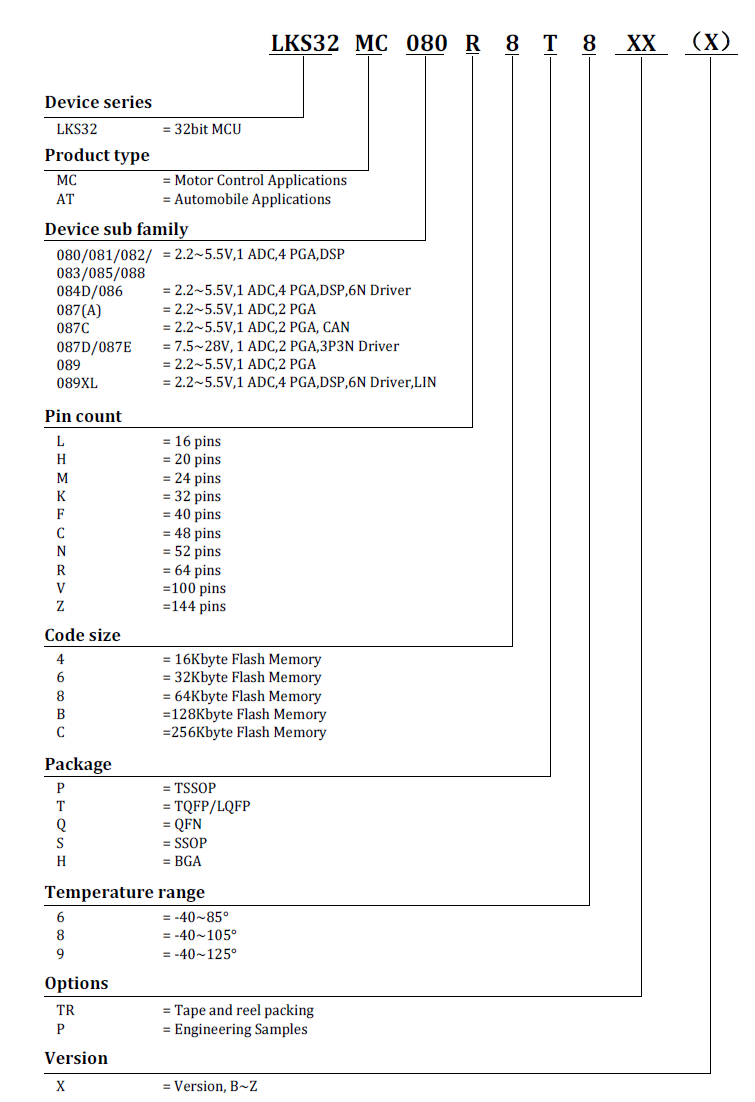 LKS32 MC 080 R 8 T 8 XX （X）
Device series
LKS32 = 32bit MCU
Product type
MC = Motor Control Applications
AT = Automobile Applications
Device sub family
080/081/082/ = 2.2~5.5V,1 ADC,4 PGA,DSP
083/085/088
084D/086 = 2.2~5.5V,1 ADC,4 PGA,DSP,6N Driver
087(A) = 2.2~5.5V,1 ADC,2 PGA
087C = 2.2~5.5V,1 ADC,2 PGA, CAN
087D/087E = 7.5~28V, 1 ADC,2 PGA,3P3N Driver
089 = 2.2~5.5V,1 ADC,2 PGA
089XL = 2.2~5.5V,1 ADC,4 PGA,DSP,6N Driver,LIN
Pin count
L = 16 pins
H = 20 pins
M = 24 pins
K = 32 pins
F = 40 pins
C = 48 pins
N = 52 pins
R = 64 pins
V =100 pins
Z =144 pins
Code size
4 = 16Kbyte Flash Memory
6 = 32Kbyte Flash Memory
8 = 64Kbyte Flash Memory
B =128Kbyte Flash Memory
C =256Kbyte Flash Memory
Package
P = TSSOP
T = TQFP/LQFP
Q = QFN
S = SSOP
H = BGA
Temperature range
6 = -40~85°
8 = -40~105°
9 = -40~125°
Options
TR = Tape and reel packing
P = Engineering Samples
Version
X = Version, B~Z